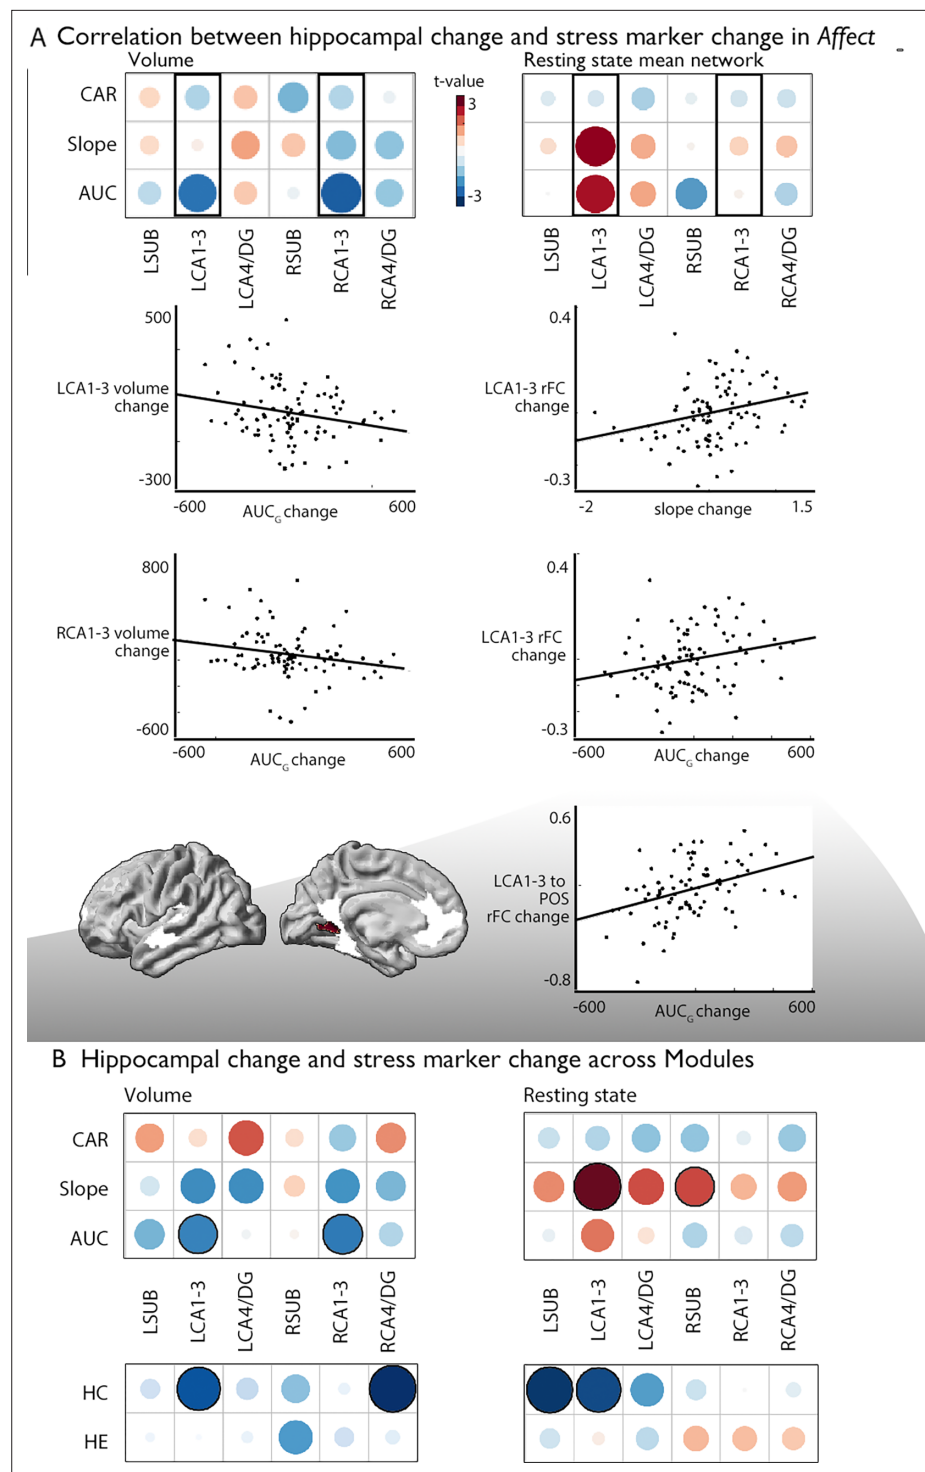 A Correlation between hippocampal change and stress marker change in Affect
Volume
Resting state mean network
CAR
Slope
AUC
t-value
3
-3
LSUB
LCA1-3
LCA4/DG
RSUB
RCA1-3
RCA4/DG
LSUB
LCA1-3
LCA4/DG
RSUB
RCA1-3
RCA4/DG
500
LCA1-3 volume
change
-300
-600
600
AUCG change
0.4
LCA1-3 rFC
change
-0.3
-2
1.5
slope change
800
RCA1-3 volume
change
-600
-600
600
AUCG change
0.4
LCA1-3 rFC
change
-0.3
-600
600
AUCG change
0.6
LCA1-3 to
POS
rFC change
-0.8
-600
600
AUCG change
B Hippocampal change and stress marker change across Modules
Volume
Resting state
CAR
Slope
AUC
LSUB
LCA1-3
LCA4/DG
RSUB
RCA1-3
RCA4/DG
LSUB
LCA1-3
LCA4/DG
RSUB
RCA1-3
RCA4/DG
HC
HE